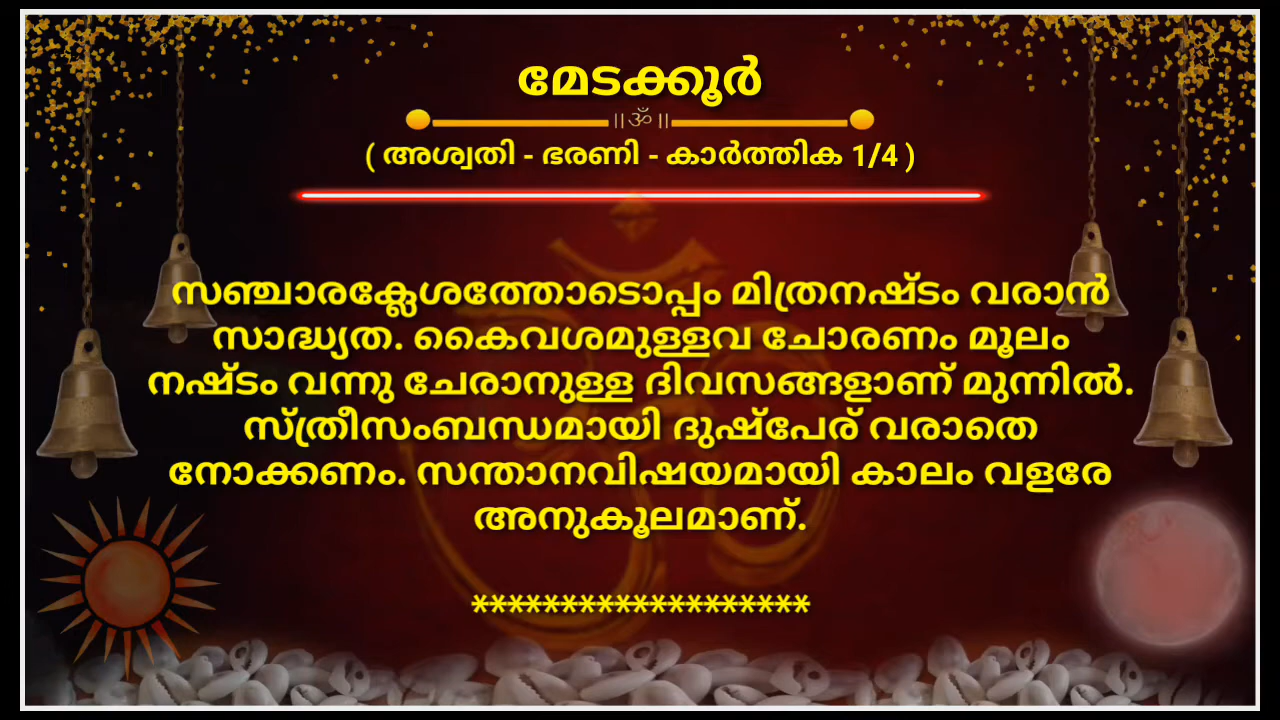 മേടക്കൂർ
॥ॐ॥
( അശ്വതി - ഭരണി - കാർത്തിക 1/4 )
സഞ്ചാരക്ലേശത്തോടൊപ്പം മിത്രനഷ്ടം വരാൻ
സാദ്ധ്യത. കൈവശമുള്ളവ ചോരണം മൂലം
നഷ്ടം വന്നു ചേരാനുള്ള ദിവസങ്ങളാണ് മുന്നിൽ.
സ്ത്രീസംബന്ധമായി ദുഷ്പേര് വരാതെ
നോക്കണം. സന്താനവിഷയമായി കാലം വളരേ
അനുകൂലമാണ്.
*******************